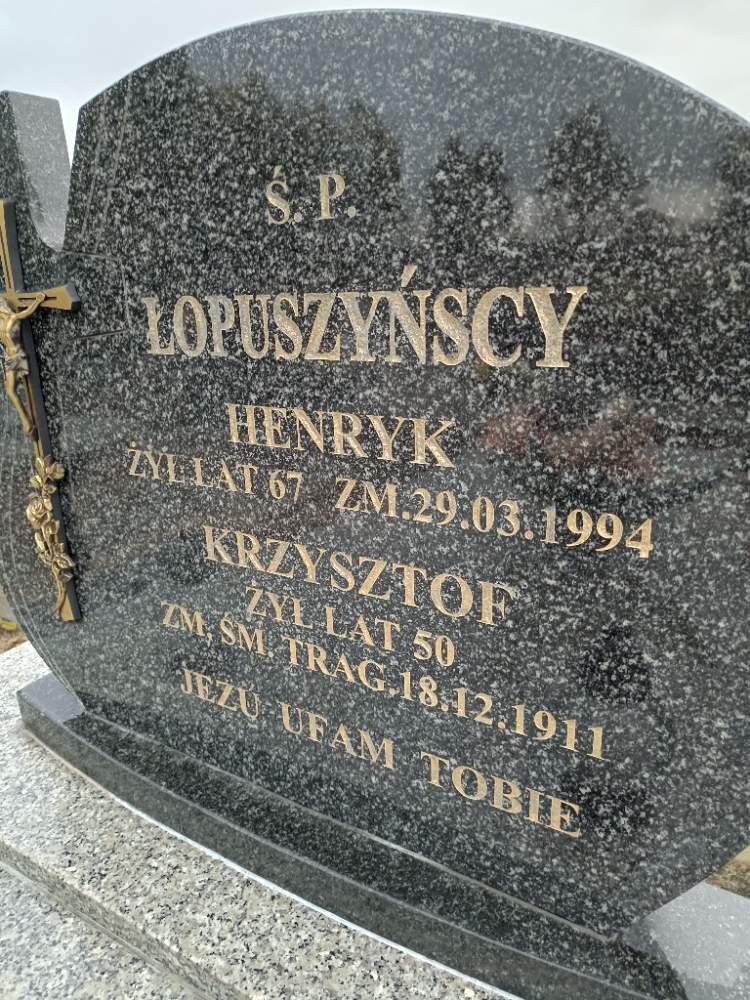 Ś. P.
ŁOPUSZYŃSCY
HENRYK
ŻYŁ LAT 67 ZM.29.03.1994
KRZYSZTOF
ŻYŁ LAT 50
ZM, ŚM. TRAG.18.12.1911
JEZU UFAM TOBIE